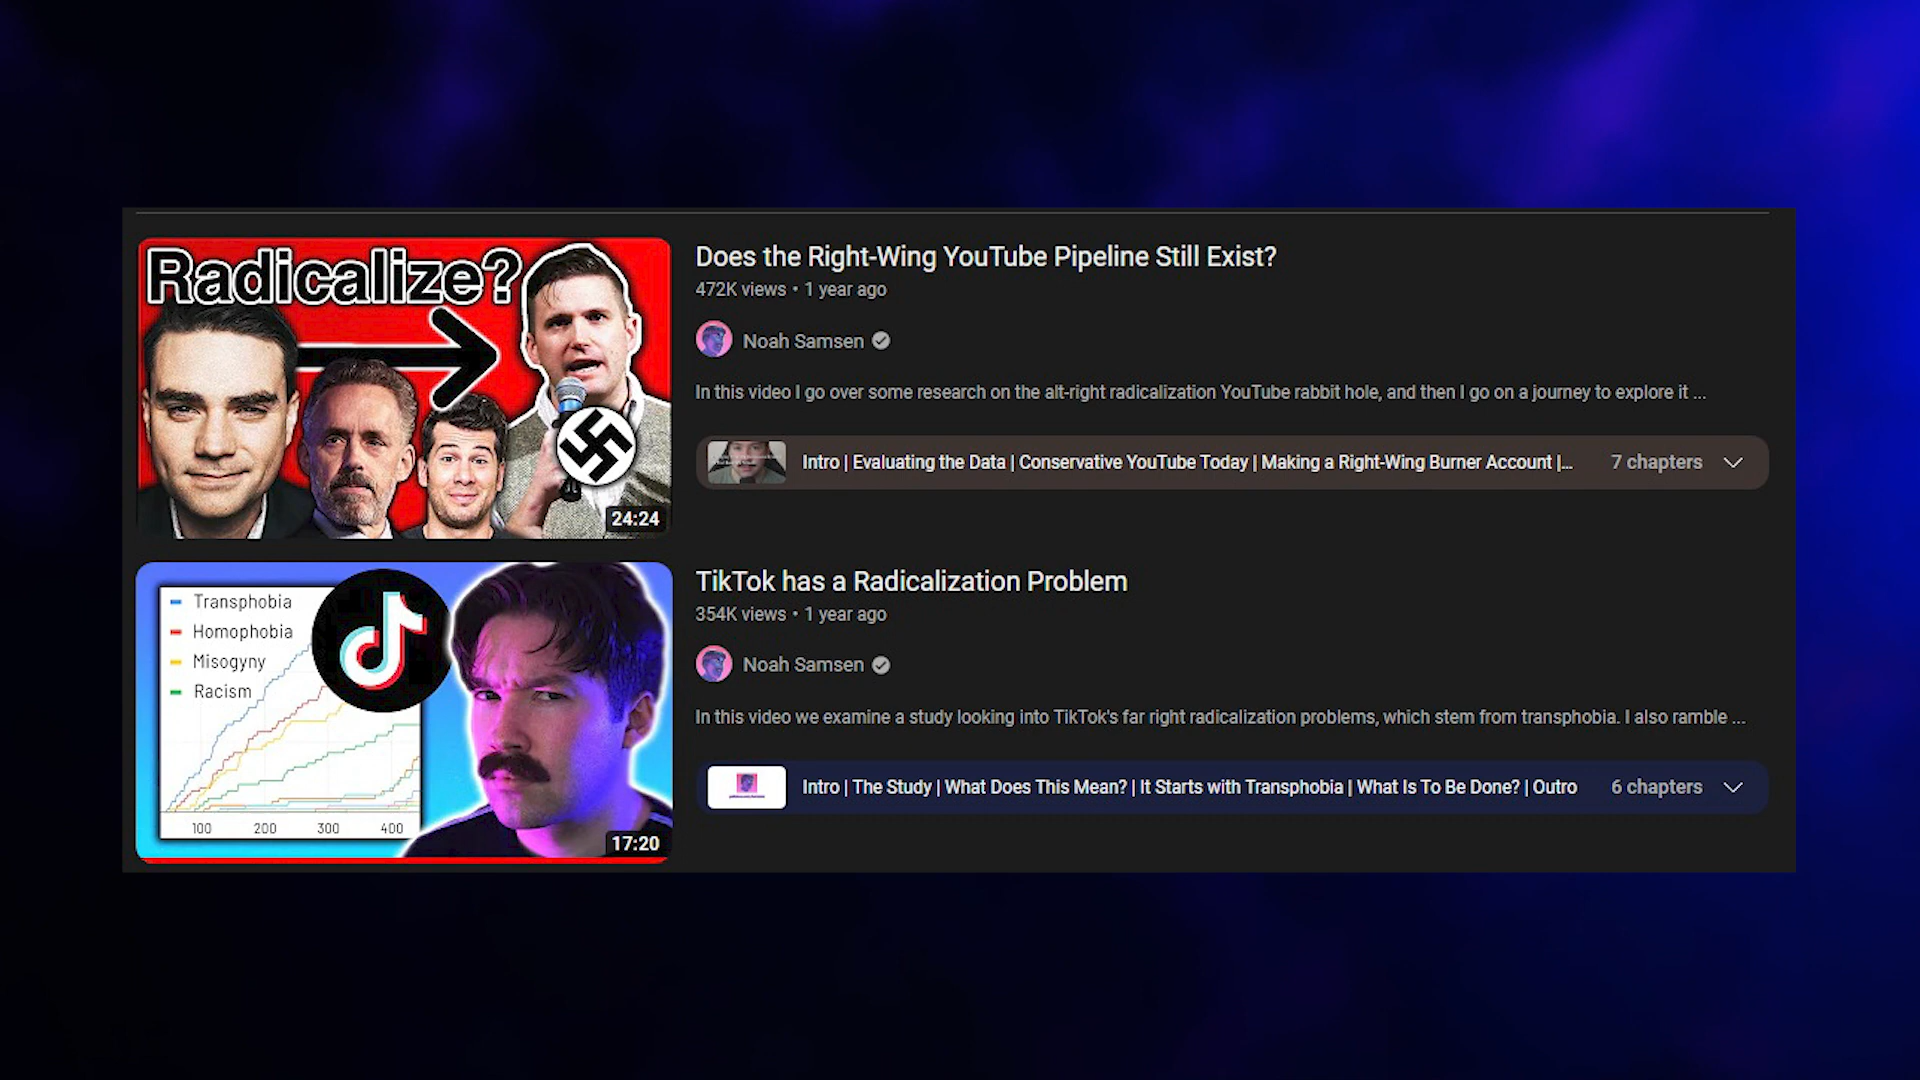 Radicalize?
24:24
Does the Right-Wing YouTube Pipeline Still Exist?
472K views • 1 year ago
Noah Samsen
In this video I go over some research on the alt-right radicalization YouTube rabbit hole, and then I go on a journey to explore it ...
Intro | Evaluating the Data | Conservative YouTube Today | Making a Right-Wing Burner Account |...
7 chapters
Transphobia
Homophobia
Misogyny
Racism
100 200 300 400
17:20
TikTok has a Radicalization Problem
354K views • 1 year ago
Noah Samsen
In this video we examine a study looking into TikTok's far right radicalization problems, which stem from transphobia. I also ramble ...
Intro | The Study | What Does This Mean? | It Starts with Transphobia | What Is To Be Done? | Outro
6 chapters